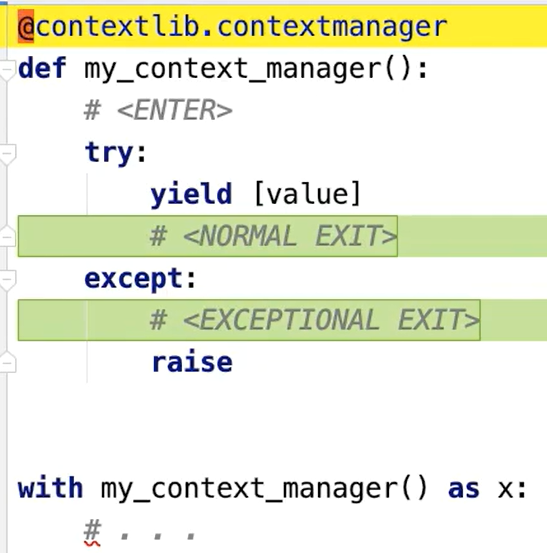 @contextlib.contextmanager
def my_context_manager():
    # <ENTER>
    try:
        yield [value]
        # <NORMAL EXIT>
    except:
        # <EXCEPTIONAL EXIT>
        raise
with my_context_manager() as x:
    # . . .